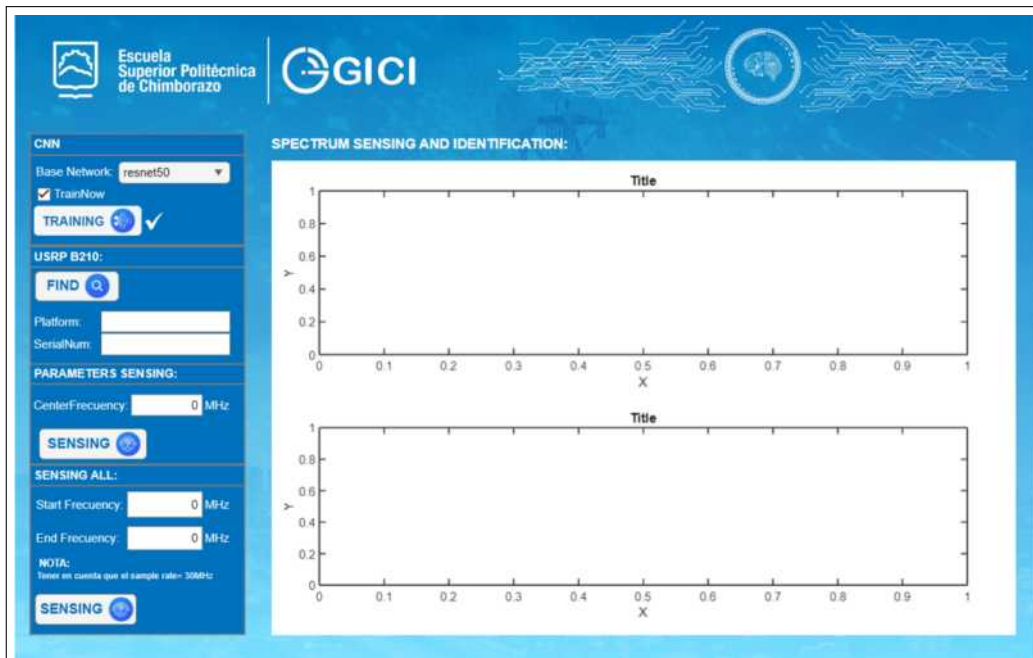 Escuela
Superior Politécnica
de Chimborazo
GICI
CNN
Base Network: resnet50
TrainNow
TRAINING
USRP B210:
FIND
Platform:
SerialNum:
PARAMETERS SENSING:
CenterFrecuency: 0 MHz
SENSING
SENSING ALL:
Start Frecuency: 0 MHz
End Frecuency: 0 MHz
NOTA:
Tener en cuenta que el sample rate= 30MHz
SENSING
SPECTRUM SENSING AND IDENTIFICATION:
Title
1
0.8
0.6
0.4
0.2
0
Y
0 0.1 0.2 0.3 0.4 0.5 0.6 0.7 0.8 0.9 1
X
Title
1
0.8
0.6
0.4
0.2
0
Y
0 0.1 0.2 0.3 0.4 0.5 0.6 0.7 0.8 0.9 1
X